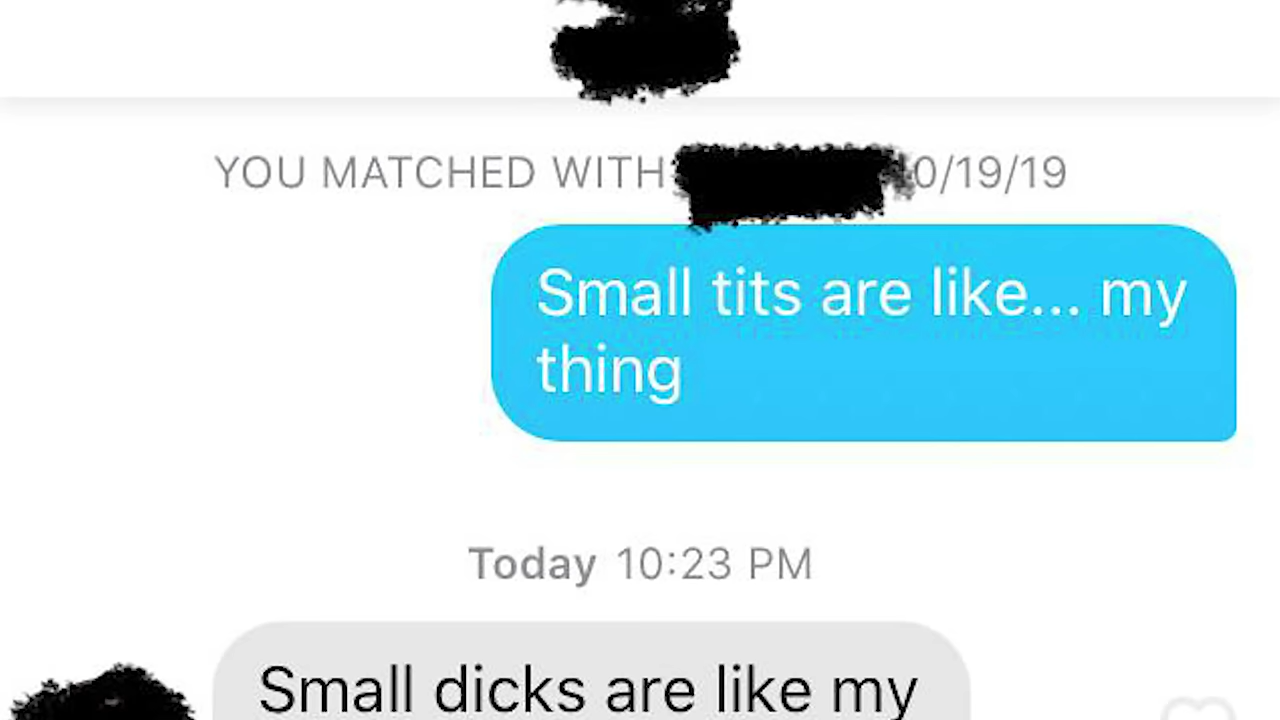 YOU MATCHED WITH 0/19/19
Small tits are like... my
thing
Today 10:23 PM
Small dicks are like my